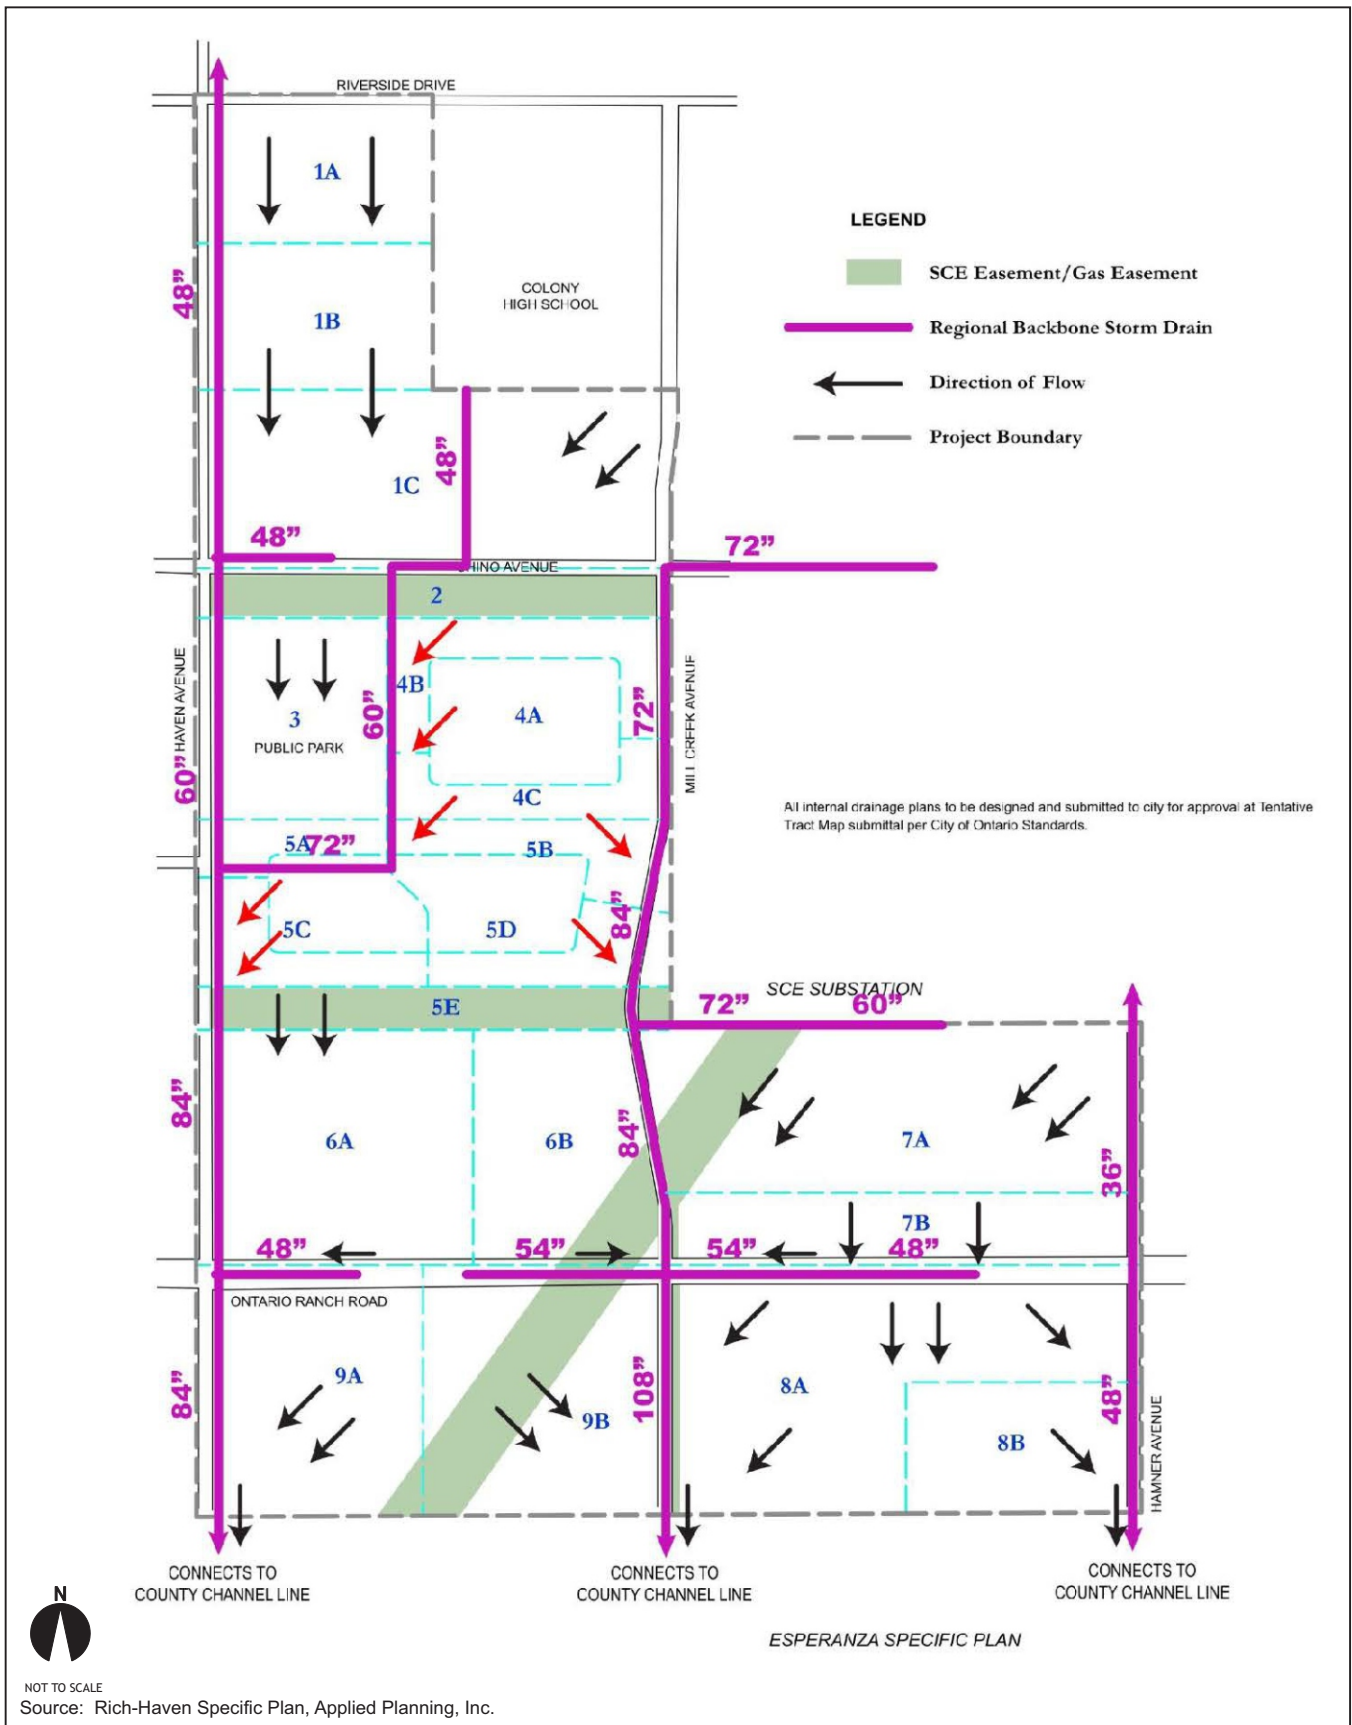 RIVERSIDE DRIVE
1A
LEGEND
SCE Easement/Gas Easement
48”
COLONY
HIGH SCHOOL
1B
Regional Backbone Storm Drain
Direction of Flow
Project Boundary
48”
1C
48”
72”
CHINO AVENUE
2
HAVEN AVENUE
60”
3
PUBLIC PARK
60”
4B
4A
72”
MILL CREEK AVENUE
4C
All internal drainage plans to be designed and submitted to city for approval at Tentative
Tract Map submittal per City of Ontario Standards.
5A
72”
5B
5C
5D
84”
SCE SUBSTATION
5E
72”
60”
84”
6A
6B
84”
7A
36”
7B
48”
54”
54”
48”
ONTARIO RANCH ROAD
84”
9A
9B
108”
8A
8B
48”
HAMNER AVENUE
CONNECTS TO
COUNTY CHANNEL LINE
CONNECTS TO
COUNTY CHANNEL LINE
CONNECTS TO
COUNTY CHANNEL LINE
N
ESPERANZA SPECIFIC PLAN
NOT TO SCALE
Source: Rich-Haven Specific Plan, Applied Planning, Inc.